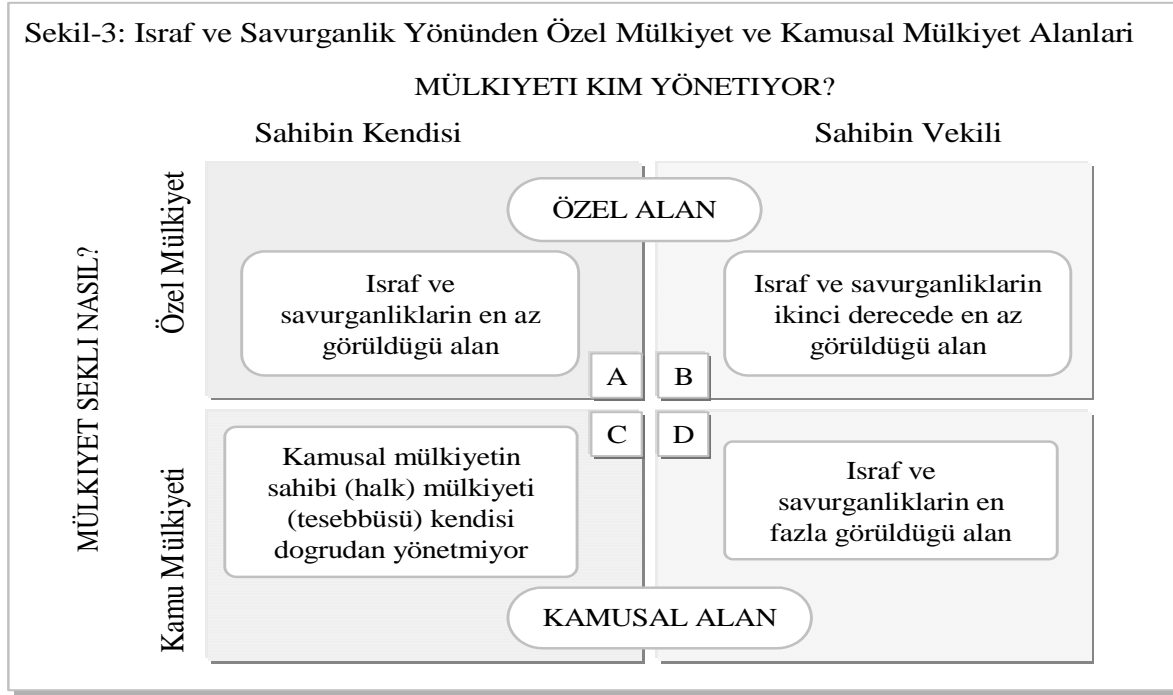 Sekil-3: Israf ve Savurganlik Yönünden Özel Mülkiyet ve Kamusal Mülkiyet Alanlari
MÜLKIYETI KIM YÖNETIYOR?
Sahibin Kendisi
Sahibin Vekili
MÜLKIYET SEKLI NASIL?
Özel Mülkiyet
ÖZEL ALAN
Israf ve
savurganliklarin en az
görüldügü alan
A
Israf ve savurganliklarin
ikinci derecede en az
görüldügü alan
B
Kamu Mülkiyeti
C
Kamusal mülkiyetin
sahibi (halk) mülkiyeti
(tesebbüsü) kendisi
dogrudan yönetmiyor
D
Israf ve
savurganliklarin en
fazla görüldügü alan
KAMUSAL ALAN